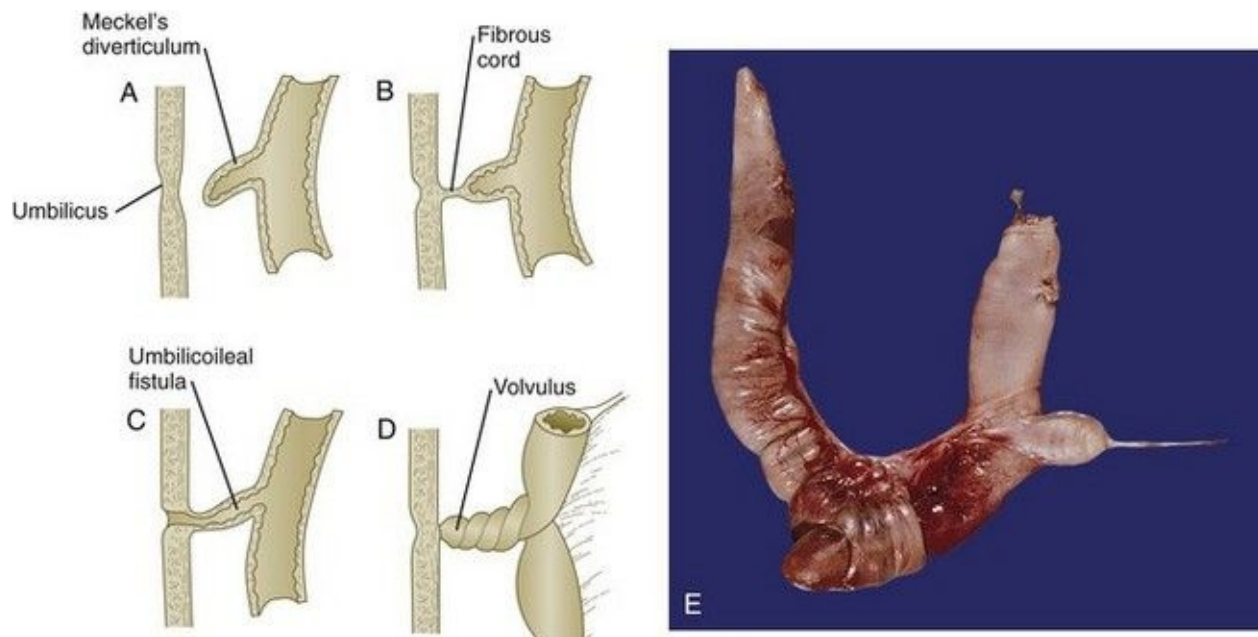 Meckel's
diverticulum
A
Umbilicus
Fibrous
cord
B
Umbilicoileal
fistula
C
Volvulus
D
E